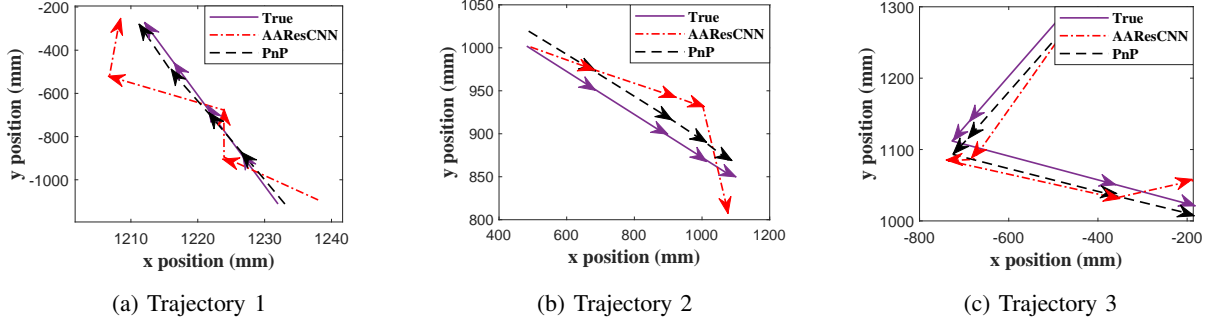 True
AAResCNN
PnP
-200
-400
-600
-800
-1000
1210
1220
1230
1240
y position (mm)
x position (mm)
(a) Trajectory 1
True
AAResCNN
PnP
1050
1000
950
900
850
800
400
600
800
1000
1200
y position (mm)
x position (mm)
(b) Trajectory 2
True
AAResCNN
PnP
1300
1200
1100
1000
-800
-600
-400
-200
y position (mm)
x position (mm)
(c) Trajectory 3